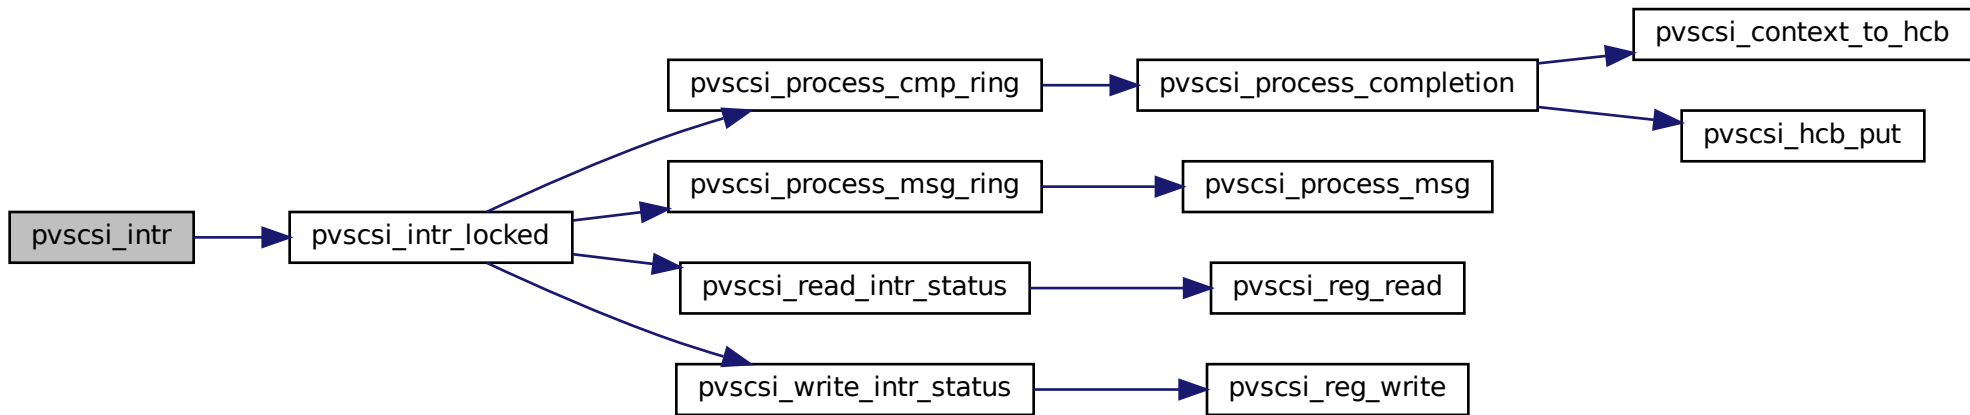 pvscsi_intr
pvscsi_intr_locked
pvscsi_process_cmp_ring
pvscsi_process_completion
pvscsi_context_to_hcb
pvscsi_hcb_put
pvscsi_process_msg_ring
pvscsi_process_msg
pvscsi_read_intr_status
pvscsi_reg_read
pvscsi_write_intr_status
pvscsi_reg_write